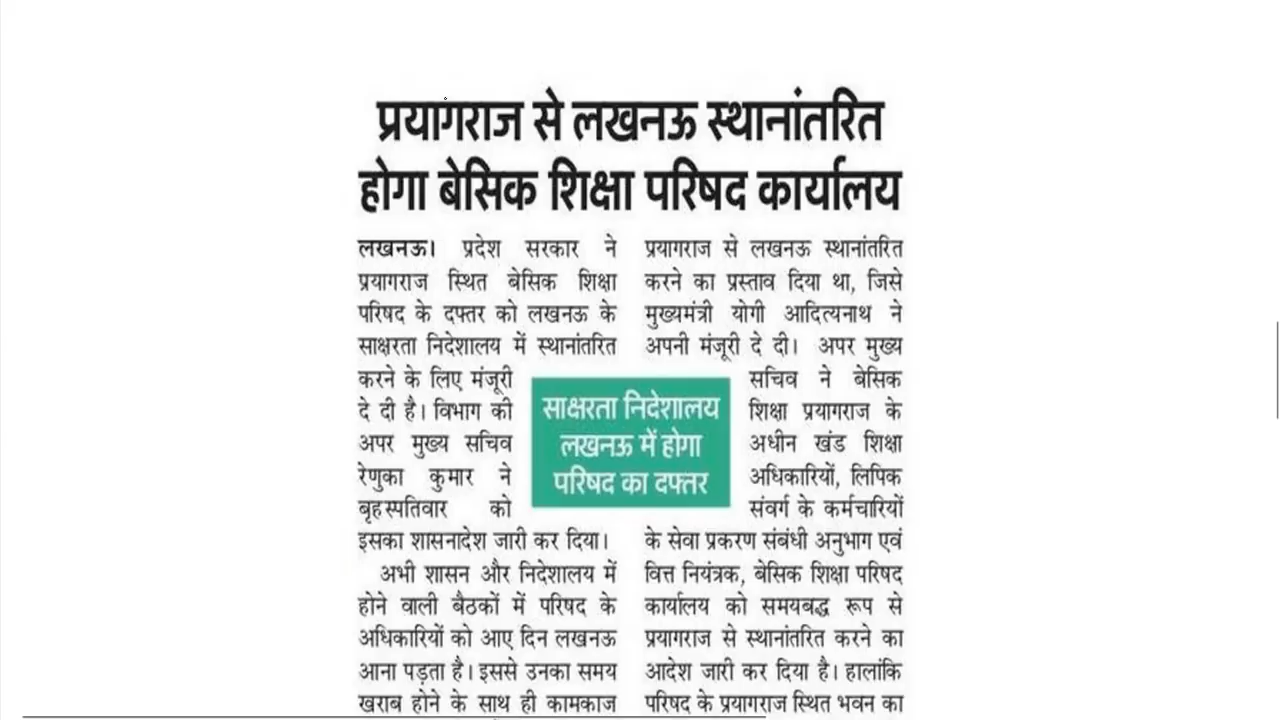 प्रयागराज से लखनऊ स्थानांतरित
होगा बेसिक शिक्षा परिषद कार्यालय
लखनऊ। प्रदेश सरकार ने
प्रयागराज स्थित बेसिक शिक्षा
परिषद के दफ्तर को लखनऊ के
साक्षरता निदेशालय में स्थानांतरित
करने के लिए मंजूरी
दे दी है। विभाग की
अपर मुख्य सचिव
रेणुका कुमार ने
बृहस्पतिवार को
इसका शासनादेश जारी कर दिया।
अभी शासन और निदेशालय में
होने वाली बैठकों में परिषद के
अधिकारियों को आए दिन लखनऊ
आना पड़ता है। इससे उनका समय
खराब होने के साथ ही कामकाज
साक्षरता निदेशालय
लखनऊ में होगा
परिषद का दफ्तर
प्रयागराज से लखनऊ स्थानांतरित
करने का प्रस्ताव दिया था, जिसे
मुख्यमंत्री योगी आदित्यनाथ ने
अपनी मंजूरी दे दी। अपर मुख्य
सचिव ने बेसिक
शिक्षा प्रयागराज के
अधीन खंड शिक्षा
अधिकारियों, लिपिक
संवर्ग के कर्मचारियों
के सेवा प्रकरण संबंधी अनुभाग एवं
वित्त नियंत्रक, बेसिक शिक्षा परिषद
कार्यालय को समयबद्ध रूप से
प्रयागराज से स्थानांतरित करने का
आदेश जारी कर दिया है। हालांकि
परिषद के प्रयागराज स्थित भवन का